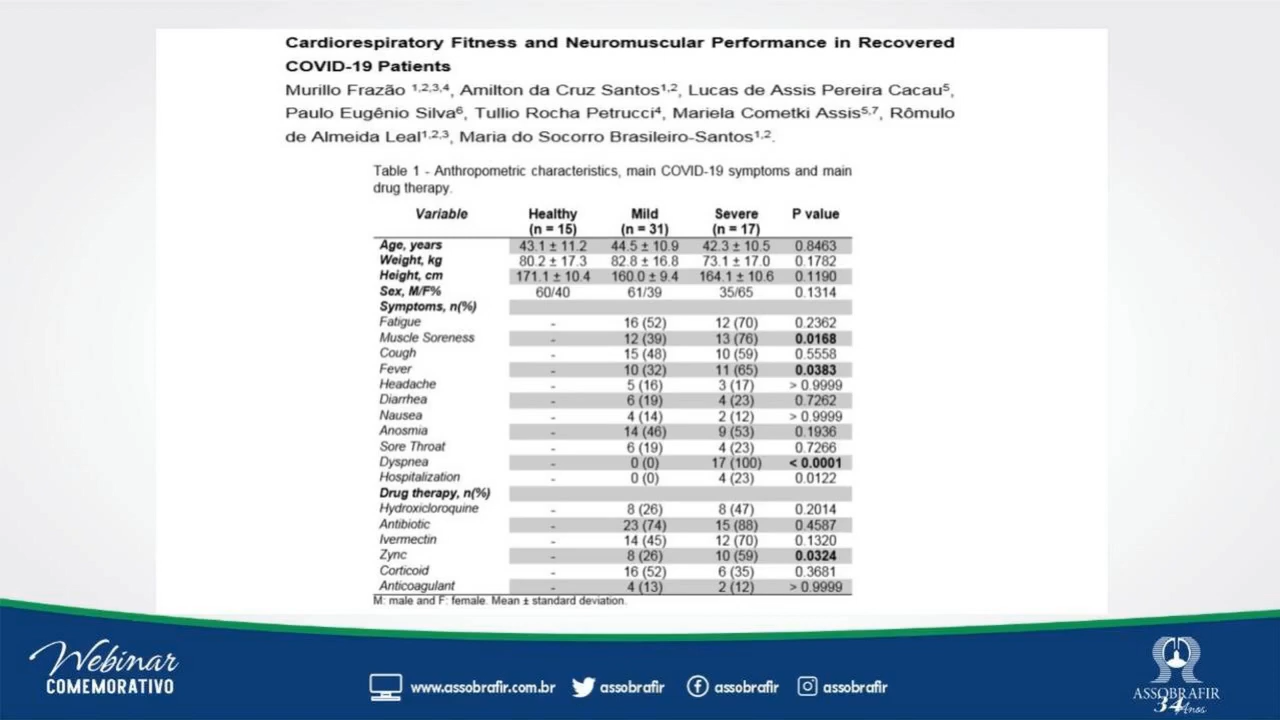 Cardiorespiratory Fitness and Neuromuscular Performance in Recovered
COVID-19 Patients
Murillo Frazão 1,2,3,4, Amilton da Cruz Santos1,2, Lucas de Assis Pereira Cacau5,
Paulo Eugênio Silva6, Tullio Rocha Petrucci4, Mariela Cometki Assis5,7, Rômulo
de Almeida Leal1,2,3, Maria do Socorro Brasileiro-Santos1,2.
Table 1 - Anthropometric characteristics, main COVID-19 symptoms and main
drug therapy.
Variable Healthy Mild Severe P value
(n = 15) (n = 31) (n = 17)
Age, years 43.1 ± 11.2 44.5 ± 10.9 42.3 ± 10.5 0.8463
Weight, kg 80.2 ± 17.3 82.8 ± 16.8 73.1 ± 17.0 0.1782
Height, cm 171.1 ± 10.4 160.0 ± 9.4 164.1 ± 10.6 0.1190
Sex, M/F% 60/40 61/39 35/65 0.1314
Symptoms, n(%)
Fatigue - 16 (52) 12 (70) 0.2362
Muscle Soreness - 12 (39) 13 (76) 0.0168
Cough - 15 (48) 10 (59) 0.5558
Fever - 10 (32) 11 (65) 0.0383
Headache - 5 (16) 3 (17) > 0.9999
Diarrhea - 6 (19) 4 (23) 0.7262
Nausea - 4 (14) 2 (12) > 0.9999
Anosmia - 14 (46) 9 (53) 0.1936
Sore Throat - 6 (19) 4 (23) 0.7266
Dyspnea - 0 (0) 17 (100) < 0.0001
Hospitalization - 0 (0) 4 (23) 0.0122
Drug therapy, n(%)
Hydroxicloroquine - 8 (26) 8 (47) 0.2014
Antibiotic - 23 (74) 15 (88) 0.4587
Ivermectin - 14 (45) 12 (70) 0.1320
Zync - 8 (26) 10 (59) 0.0324
Corticoid - 16 (52) 6 (35) 0.3681
Anticoagulant - 4 (13) 2 (12) > 0.9999
M: male and F: female. Mean ± standard deviation.
Webinar
COMEMORATIVO
www.assobrafir.com.br assobrafir assobrafir assobrafir
ASSOBRAFIR
34 Anos